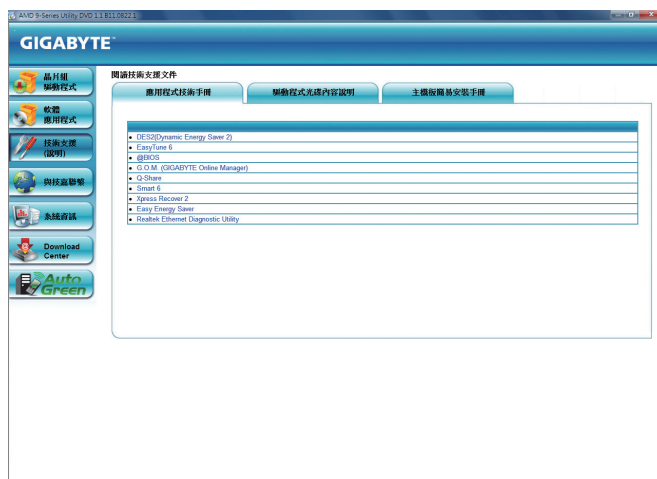 AMD 9-Series Utility DVD 1.1 B11.0822.1
GIGABYTE™
晶片組
驅動程式
軟體
應用程式
技術支援
(說明)
與技嘉聯繫
系統資訊
Download
Center
Auto
Green
閱讀技術支援文件
應用程式技術手冊
驅動程式光碟內容說明
主機板簡易安裝手冊
• DES2(Dynamic Energy Saver 2)
• EasyTune 6
• @BIOS
• G.O.M. (GIGABYTE Online Manager)
• Q-Share
• Smart 6
• Xpress Recover 2
• Easy Energy Saver
• Realtek Ethernet Diagnostic Utility